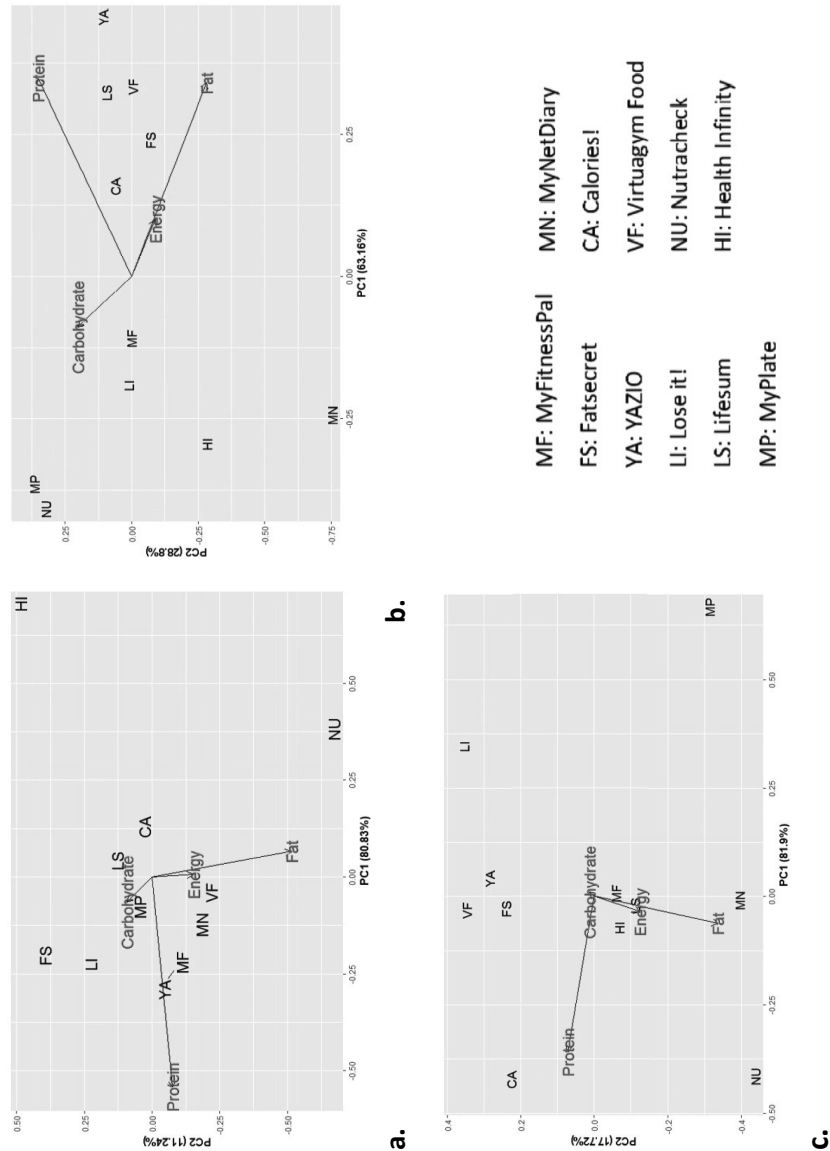 PC2 (11.24%)
0.50
0.25
0.00
-0.25
-0.50
HI
FS
LI
LS
CA
Carbohydrate
MP
YA
MF
MN
VF
Energy
Protein
Fat
NU
-0.50
-0.25
0.00
0.25
0.50
PC1 (80.83%)
a.
PC2 (28.8%)
0.25
0.00
-0.25
-0.50
-0.75
MP
NU
Protein
YA
LS
Carbohydrate
CA
LI
MF
VF
FS
Energy
HI
Fat
MN
-0.25
0.00
0.25
PC1 (63.16%)
b.
PC2 (17.72%)
0.4
0.2
0.0
-0.2
-0.4
VF
LI
YA
FS
CA
Carbohydrate
Protein
MF
HI
LS
Energy
Fat
MP
MN
NU
-0.50
-0.25
0.00
0.25
0.50
PC1 (81.9%)
c.
MF: MyFitnessPal
MN: MyNetDiary
FS: Fatsecret
CA: Calories!
YA: YAZIO
VF: Virtuagym Food
LI: Lose it!
NU: Nutracheck
LS: Lifesum
HI: Health Infinity
MP: MyPlate